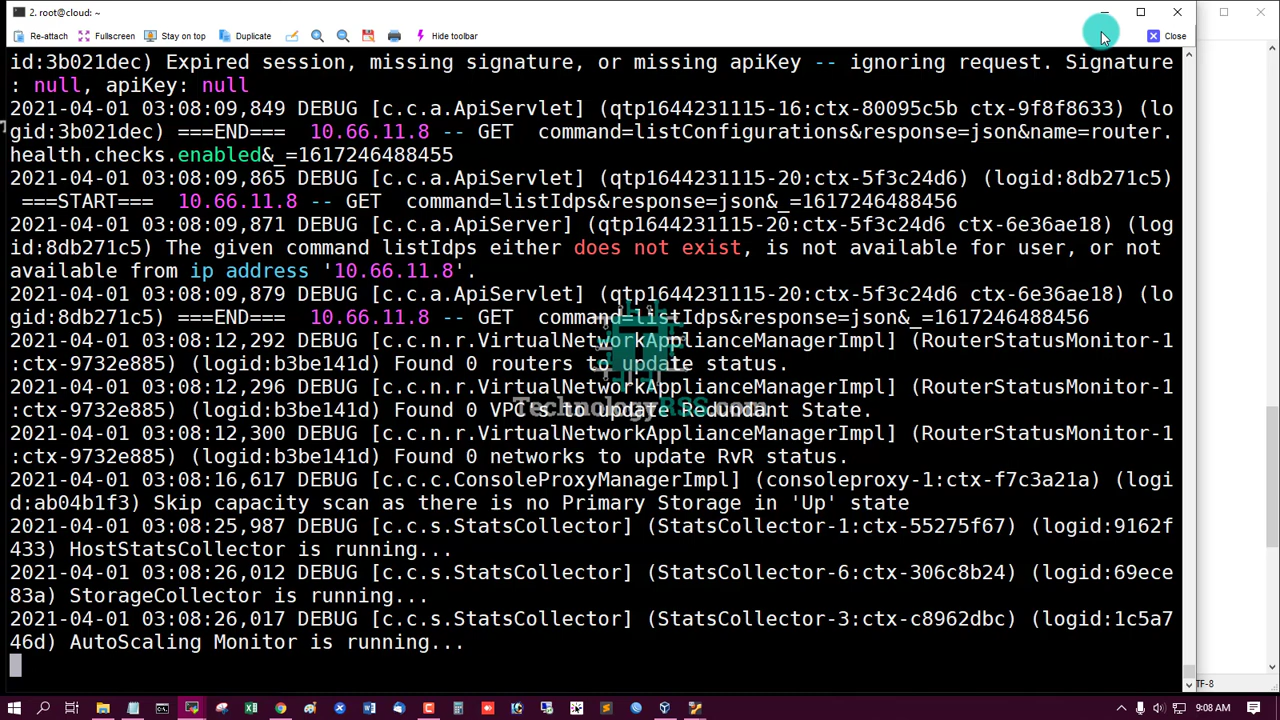 2. root@cloud: ~
Re-attach Fullscreen Stay on top Duplicate Hide toolbar Close
id:3b021dec) Expired session, missing signature, or missing apiKey -- ignoring request. Signature
: null, apiKey: null
2021-04-01 03:08:09,849 DEBUG [c.c.a.ApiServlet] (qtp1644231115-16:ctx-80095c5b ctx-9f8f8633) (lo
gid:3b021dec) ===END===  10.66.11.8 -- GET  command=listConfigurations&response=json&name=router.
health.checks.enabled&_=1617246488455
2021-04-01 03:08:09,865 DEBUG [c.c.a.ApiServlet] (qtp1644231115-20:ctx-5f3c24d6) (logid:8db271c5)
 ===START===  10.66.11.8 -- GET  command=listIdps&response=json&_=1617246488456
2021-04-01 03:08:09,871 DEBUG [c.c.a.ApiServer] (qtp1644231115-20:ctx-5f3c24d6 ctx-6e36ae18) (log
id:8db271c5) The given command listIdps either does not exist, is not available for user, or not
available from ip address '10.66.11.8'.
2021-04-01 03:08:09,879 DEBUG [c.c.a.ApiServlet] (qtp1644231115-20:ctx-5f3c24d6 ctx-6e36ae18) (lo
gid:8db271c5) ===END===  10.66.11.8 -- GET  command=listIdps&response=json&_=1617246488456
2021-04-01 03:08:12,292 DEBUG [c.c.n.r.VirtualNetworkApplianceManagerImpl] (RouterStatusMonitor-1
:ctx-9732e885) (logid:b3be141d) Found 0 routers to update status.
2021-04-01 03:08:12,296 DEBUG [c.c.n.r.VirtualNetworkApplianceManagerImpl] (RouterStatusMonitor-1
:ctx-9732e885) (logid:b3be141d) Found 0 VPC's to update Redundant State.
TechnologyRSS.com
2021-04-01 03:08:12,300 DEBUG [c.c.n.r.VirtualNetworkApplianceManagerImpl] (RouterStatusMonitor-1
:ctx-9732e885) (logid:b3be141d) Found 0 networks to update RvR status.
2021-04-01 03:08:16,617 DEBUG [c.c.c.ConsoleProxyManagerImpl] (consoleproxy-1:ctx-f7c3a21a) (logi
d:ab04b1f3) Skip capacity scan as there is no Primary Storage in 'Up' state
2021-04-01 03:08:25,987 DEBUG [c.c.s.StatsCollector] (StatsCollector-1:ctx-55275f67) (logid:9162f
433) HostStatsCollector is running...
2021-04-01 03:08:26,012 DEBUG [c.c.s.StatsCollector] (StatsCollector-6:ctx-306c8b24) (logid:69ece
83a) StorageCollector is running...
2021-04-01 03:08:26,017 DEBUG [c.c.s.StatsCollector] (StatsCollector-3:ctx-c8962dbc) (logid:1c5a7
46d) AutoScaling Monitor is running...
TF-8
9:08 AM